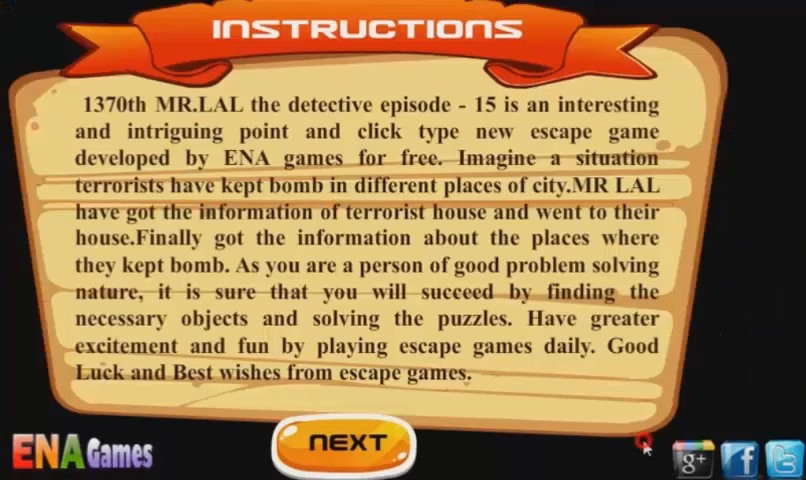 INSTRUCTIONS
1370th MR.LAL the detective episode - 15 is an interesting
and intriguing point and click type new escape game
developed by ENA games for free. Imagine a situation
terrorists have kept bomb in different places of city.MR LAL
have got the information of terrorist house and went to their
house.Finally got the information about the places where
they kept bomb. As you are a person of good problem solving
nature, it is sure that you will succeed by finding the
necessary objects and solving the puzzles. Have greater
excitement and fun by playing escape games daily. Good
Luck and Best wishes from escape games.
NEXT
ENA Games
g+ f t